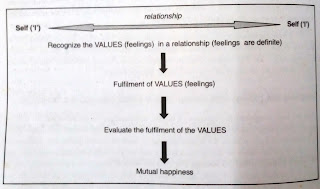 relationship
Self ('I') Self ('I')
Recognize the VALUES (feelings) in a relationship (feelings are definite)
Fulfilment of VALUES (feelings)
Evaluate the fulfilment of the VALUES
Mutual happiness